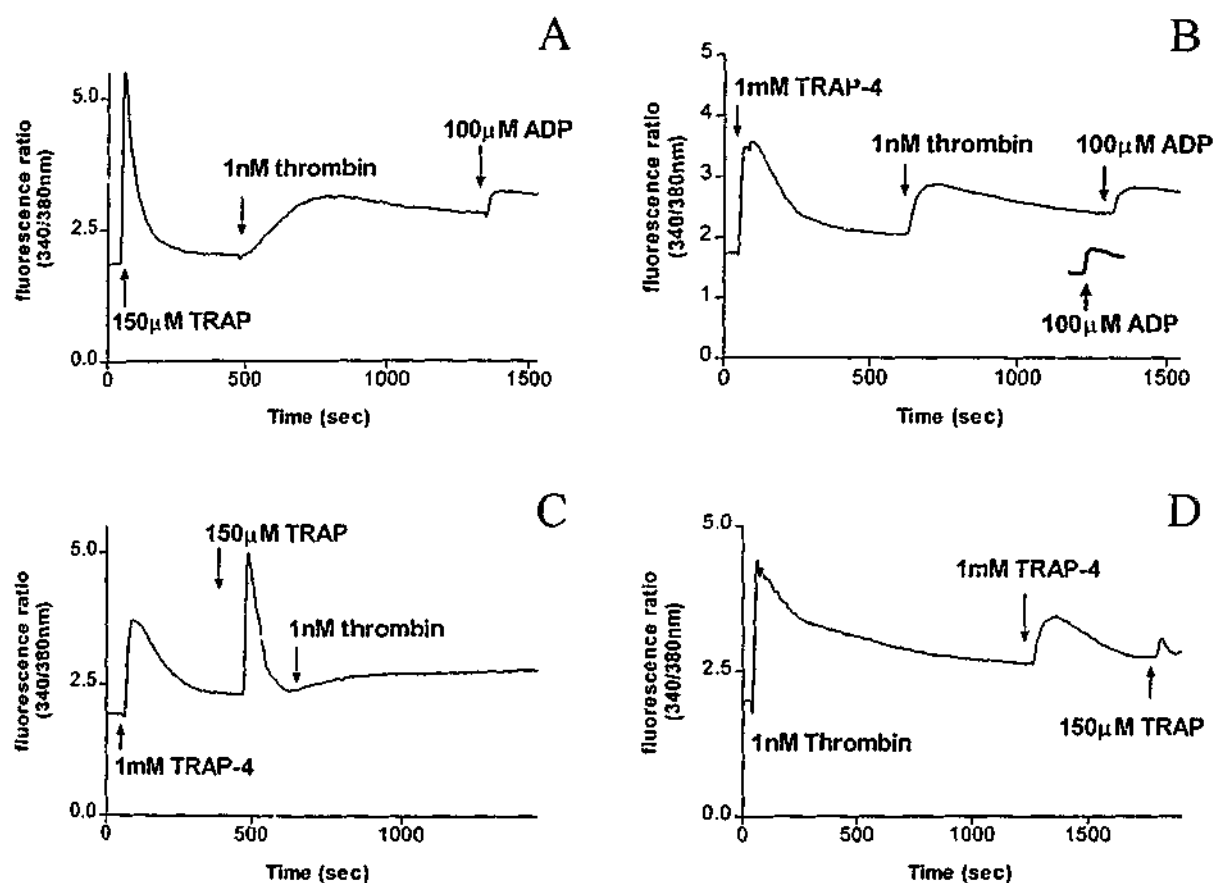 A
fluorescence ratio
(340/380nm)
5.0
2.5
0.0
100µM ADP
1nM thrombin
150µM TRAP
0
500
1000
1500
Time (sec)
B
fluorescence ratio
(340/380nm)
5
4
3
2
1
0
1mM TRAP-4
1nM thrombin
100µM ADP
100µM ADP
0
500
1000
1500
Time (sec)
C
fluorescence ratio
(340/380nm)
5.0
2.5
0.0
150µM TRAP
1nM thrombin
1mM TRAP-4
0
500
1000
Time (sec)
D
fluorescence ratio
(340/380nm)
5.0
2.5
0.0
1mM TRAP-4
1nM Thrombin
150µM TRAP
0
500
1000
1500
Time (sec)